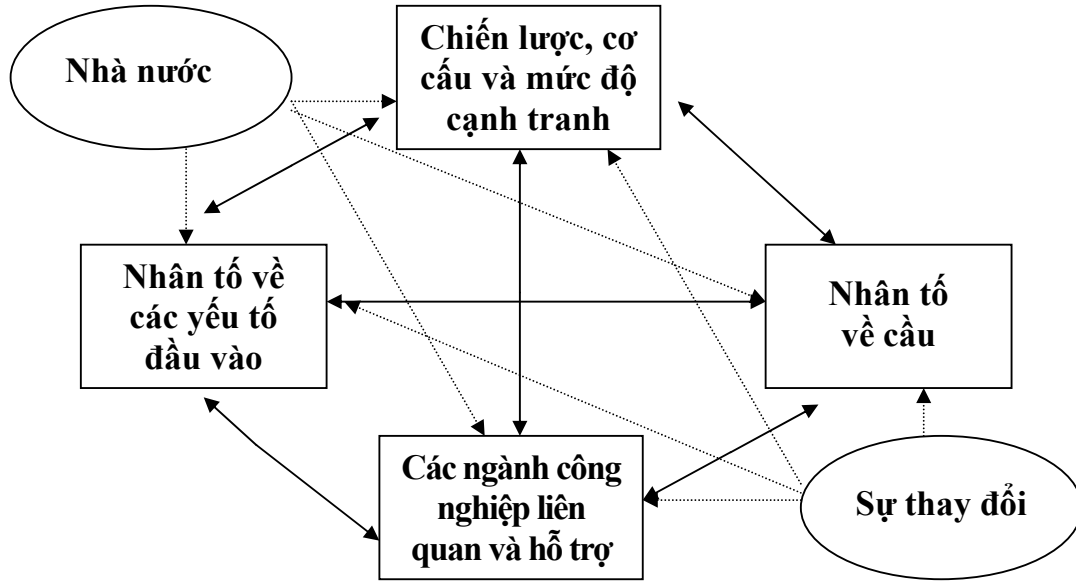 Nhà nước
Chiến lược, cơ
cấu và mức độ
cạnh tranh
Nhân tố về
các yếu tố
đầu vào
Nhân tố
về cầu
Các ngành công
nghiệp liên
quan và hỗ trợ
Sự thay đổi